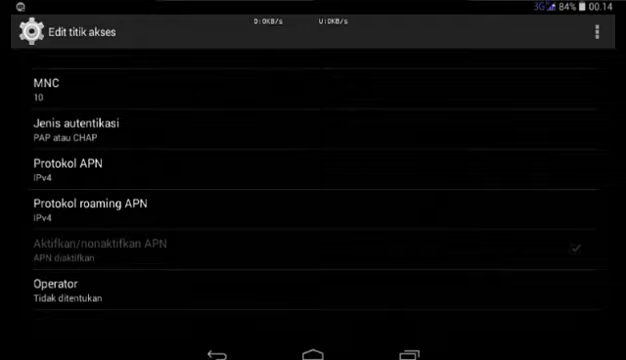 3G 84% 00.14
Edit titik akses D:0KB/s U:0KB/s
MNC
10
Jenis autentikasi
PAP atau CHAP
Protokol APN
IPv4
Protokol roaming APN
IPv4
Aktifkan/nonaktifkan APN
APN diaktifkan
Operator
Tidak ditentukan